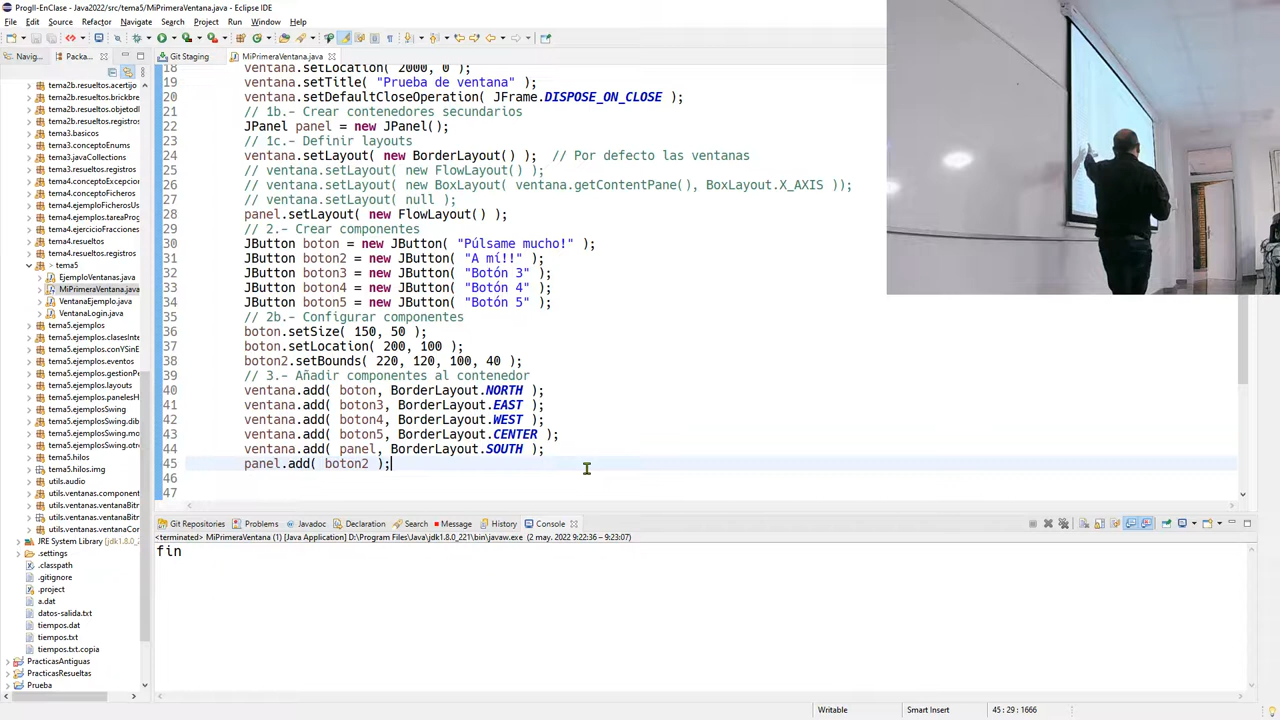 ProgII-EnClase - Java2022/src/tema5/MiPrimeraVentana.java - Eclipse IDE
File Edit Source Refactor Navigate Search Project Run Window Help
Navig... Packa...
Git Staging MiPrimeraVentana.java
tema2b.resueltos.acertijo
tema2b.resueltos.brickbre
tema2b.resueltos.objetodI
tema2b.resueltos.registros
tema3.basicos
tema3.conceptoEnums
tema3.javaCollections
tema4.conceptoExcepcion
tema4.conceptoFicheros
tema4.ejemploFicherosUs
tema4.ejemplos.tareaProg
tema4.ejercicioFracciones
tema4.resueltos
tema4.resueltos.registros
> tema5
EjemploVentanas.java
MiPrimeraVentana.java
VentanaEjemplo.java
VentanaLogin.java
tema5.ejemplos
tema5.ejemplos.clasesInte
tema5.ejemplos.conYSinE
tema5.ejemplos.eventos
tema5.ejemplos.gestionPe
tema5.ejemplos.layouts
tema5.ejemplos.panelesH
tema5.ejemplosSwing
tema5.ejemplosSwing.dib
tema5.ejemplosSwing.mo
tema5.ejemplosSwing.otr
tema5.hilos
tema5.hilos.img
utils.audio
utils.ventanas.component
utils.ventanas.ventanaBitr
utils.ventanas.ventanaBitr
utils.ventanas.ventanaCor
JRE System Library [jdk1.8.0_
.settings
.classpath
.gitignore
.project
a.dat
datos-salida.txt
tiempos.dat
tiempos.txt
tiempos.txt.copia
PracticasAntiguas
PracticasResueltas
Prueba
18 ventana.setLocation( 2000, 0 );
19 ventana.setTitle( "Prueba de ventana" );
20 ventana.setDefaultCloseOperation( JFrame.DISPOSE_ON_CLOSE );
21 // 1b.- Crear contenedores secundarios
22 JPanel panel = new JPanel();
23 // 1c.- Definir layouts
24 ventana.setLayout( new BorderLayout() ); // Por defecto las ventanas
25 // ventana.setLayout( new FlowLayout() );
26 // ventana.setLayout( new BoxLayout( ventana.getContentPane(), BoxLayout.X_AXIS ));
27 // ventana.setLayout( null );
28 panel.setLayout( new FlowLayout() );
29 // 2.- Crear componentes
30 JButton boton = new JButton( "Púlsame mucho!" );
31 JButton boton2 = new JButton( "A mí!!" );
32 JButton boton3 = new JButton( "Botón 3" );
33 JButton boton4 = new JButton( "Botón 4" );
34 JButton boton5 = new JButton( "Botón 5" );
35 // 2b.- Configurar componentes
36 boton.setSize( 150, 50 );
37 boton.setLocation( 200, 100 );
38 boton2.setBounds( 220, 120, 100, 40 );
39 // 3.- Añadir componentes al contenedor
40 ventana.add( boton, BorderLayout.NORTH );
41 ventana.add( boton3, BorderLayout.EAST );
42 ventana.add( boton4, BorderLayout.WEST );
43 ventana.add( boton5, BorderLayout.CENTER );
44 ventana.add( panel, BorderLayout.SOUTH );
45 panel.add( boton2 );
46
47
Git Repositories Problems Javadoc Declaration Search Message History Console
<terminated> MiPrimeraVentana (1) [Java Application] D:\Program Files\Java\jdk1.8.0_221\bin\javaw.exe (2 may. 2022 9:22:36 – 9:23:07)
fin
Writable Smart Insert 45 : 29 : 1666